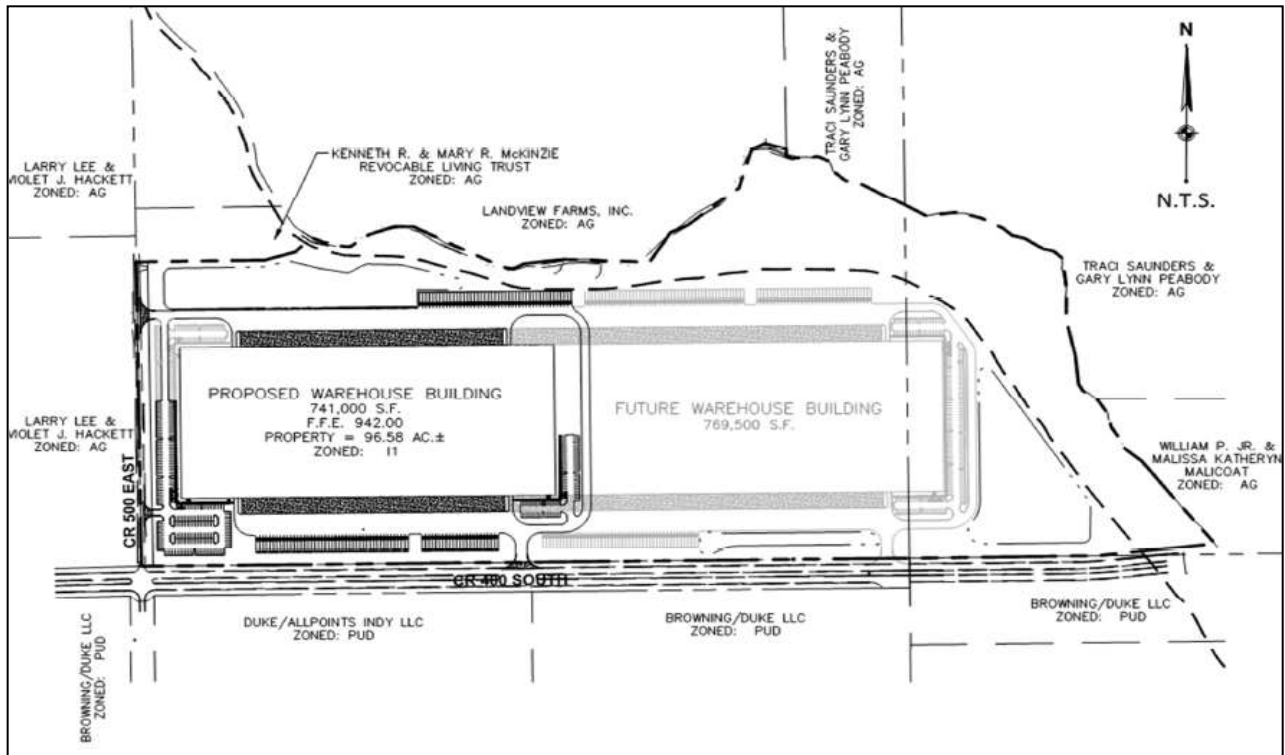 N
N.T.S.
TRACI SAUNDERS &
GARY LYNN PEABODY
ZONED: AG
KENNETH R. & MARY R. McKINZIE
REVOCABLE LIVING TRUST
ZONED: AG
LARRY LEE &
VIOLET J. HACKETT
ZONED: AG
LANDVIEW FARMS, INC.
ZONED: AG
TRACI SAUNDERS &
GARY LYNN PEABODY
ZONED: AG
PROPOSED WAREHOUSE BUILDING
741,000 S.F.
F.F.E. 942.00
PROPERTY = 96.58 AC.±
ZONED: I1
FUTURE WAREHOUSE BUILDING
769,500 S.F.
LARRY LEE &
VIOLET J. HACKETT
ZONED: AG
WILLIAM P. JR. &
MALISSA KATHERYN
MALICOAT
ZONED: AG
CR 500 EAST
CR 400 SOUTH
DUKE/ALLPOINTS INDY LLC
ZONED: PUD
BROWNING/DUKE LLC
ZONED: PUD
BROWNING/DUKE LLC
ZONED: PUD
BROWNING/DUKE LLC
ZONED: PUD